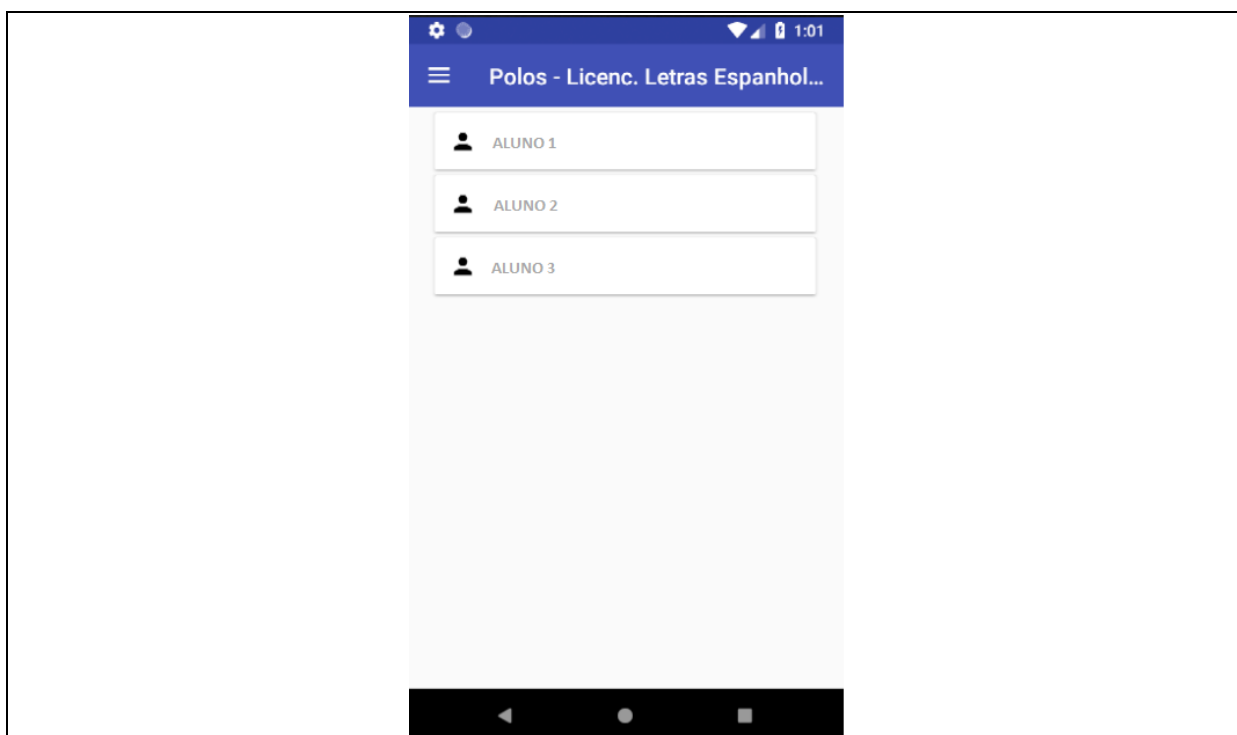 1:01
Polos - Licenc. Letras Espanhol...
ALUNO 1
ALUNO 2
ALUNO 3